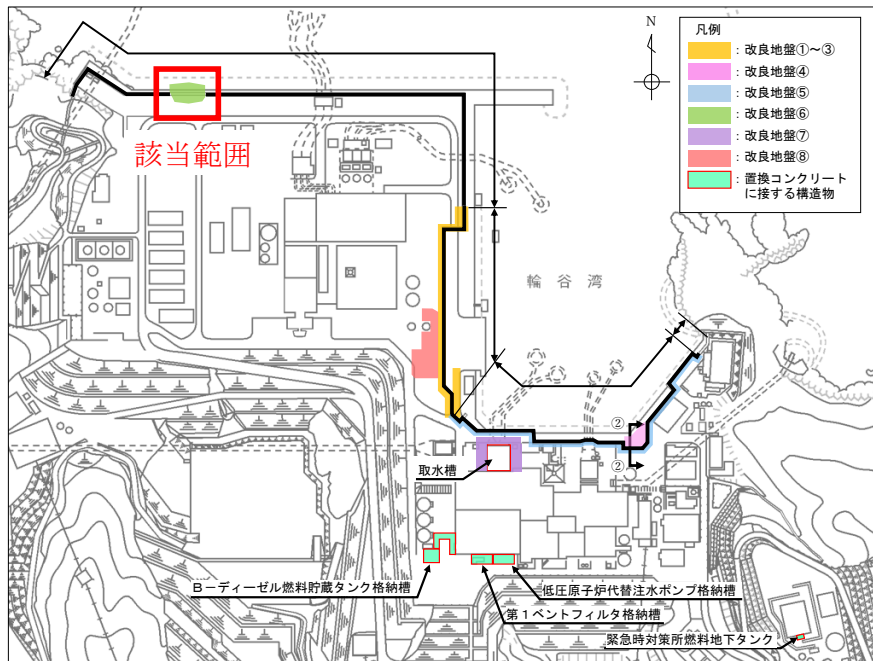 N
凡例
：改良地盤①～③
：改良地盤④
：改良地盤⑤
：改良地盤⑥
：改良地盤⑦
：改良地盤⑧
：置換コンクリート
に接する構造物
該当範囲
輪谷湾
②
②
取水槽
B－ディーゼル燃料貯蔵タンク格納槽
低圧原子炉代替注水ポンプ格納槽
第１ベントフィルタ格納槽
緊急時対策所燃料地下タンク